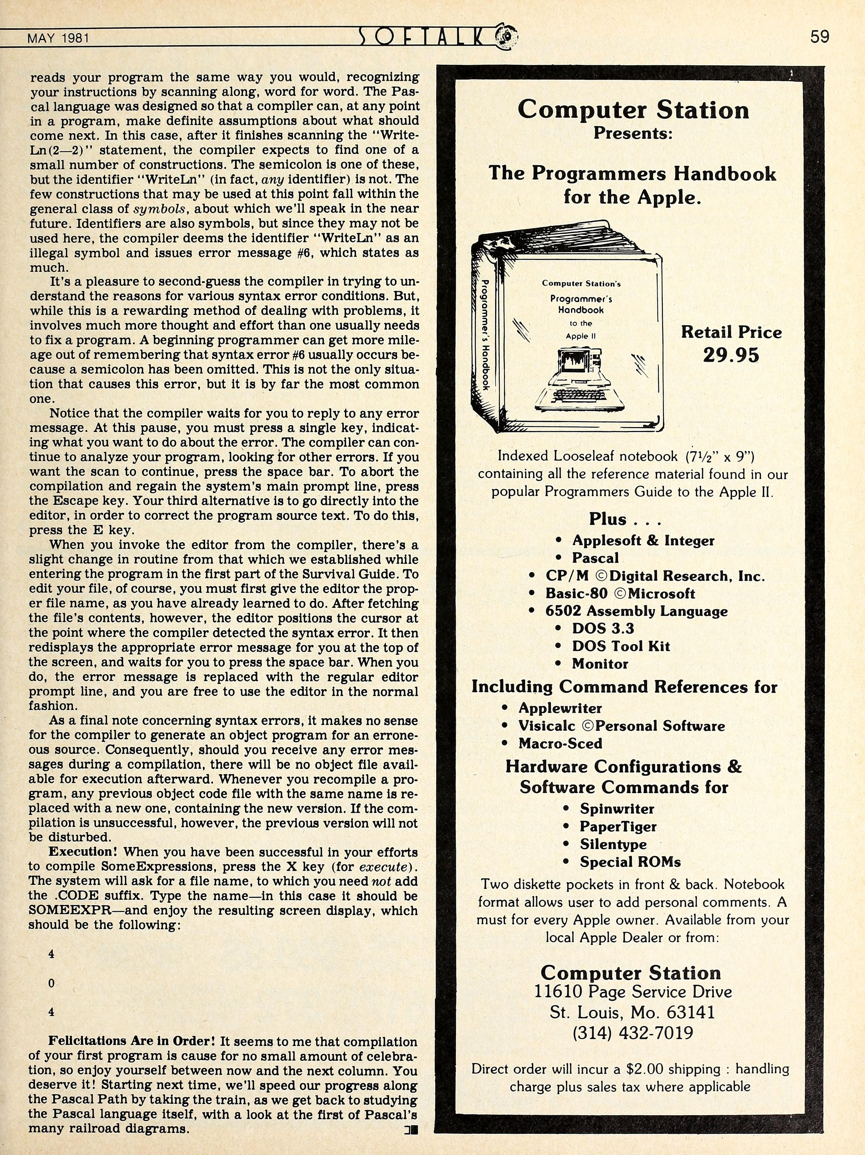 MAY 1981
SOFTALK
59
reads your program the same way you would, recognizing
your instructions by scanning along, word for word. The Pas-
cal language was designed so that a compiler can, at any point
in a program, make definite assumptions about what should
come next. In this case, after it finishes scanning the "Write-
Ln(2—2)" statement, the compiler expects to find one of a
small number of constructions. The semicolon is one of these,
but the identifier "WriteLn" (in fact, any identifier) is not. The
few constructions that may be used at this point fall within the
general class of symbols, about which we'll speak in the near
future. Identifiers are also symbols, but since they may not be
used here, the compiler deems the identifier "WriteLn" as an
illegal symbol and issues error message #6, which states as
much.
It's a pleasure to second-guess the compiler in trying to un-
derstand the reasons for various syntax error conditions. But,
while this is a rewarding method of dealing with problems, it
involves much more thought and effort than one usually needs
to fix a program. A beginning programmer can get more mile-
age out of remembering that syntax error #6 usually occurs be-
cause a semicolon has been omitted. This is not the only situa-
tion that causes this error, but it is by far the most common
one.
Notice that the compiler waits for you to reply to any error
message. At this pause, you must press a single key, indicat-
ing what you want to do about the error. The compiler can con-
tinue to analyze your program, looking for other errors. If you
want the scan to continue, press the space bar. To abort the
compilation and regain the system's main prompt line, press
the Escape key. Your third alternative is to go directly into the
editor, in order to correct the program source text. To do this,
press the E key.
When you invoke the editor from the compiler, there's a
slight change in routine from that which we established while
entering the program in the first part of the Survival Guide. To
edit your file, of course, you must first give the editor the prop-
er file name, as you have already learned to do. After fetching
the file's contents, however, the editor positions the cursor at
the point where the compiler detected the syntax error. It then
redisplays the appropriate error message for you at the top of
the screen, and waits for you to press the space bar. When you
do, the error message is replaced with the regular editor
prompt line, and you are free to use the editor in the normal
fashion.
As a final note concerning syntax errors, it makes no sense
for the compiler to generate an object program for an errone-
ous source. Consequently, should you receive any error mes-
sages during a compilation, there will be no object file avail-
able for execution afterward. Whenever you recompile a pro-
gram, any previous object code file with the same name is re-
placed with a new one, containing the new version. If the com-
pilation is unsuccessful, however, the previous version will not
be disturbed.
Execution! When you have been successful in your efforts
to compile SomeExpressions, press the X key (for execute).
The system will ask for a file name, to which you need not add
the .CODE suffix. Type the name—in this case it should be
SOMEEXPR—and enjoy the resulting screen display, which
should be the following:
4
0
4
Felicitations Are in Order! It seems to me that compilation
of your first program is cause for no small amount of celebra-
tion, so enjoy yourself between now and the next column. You
deserve it! Starting next time, we'll speed our progress along
the Pascal Path by taking the train, as we get back to studying
the Pascal language itself, with a look at the first of Pascal's
many railroad diagrams.
Computer Station
Presents:
The Programmers Handbook
for the Apple.
Programmer's Handbook
Computer Station's
Programmer's
Handbook
to the
Apple II
Retail Price
29.95
Indexed Looseleaf notebook (7½" x 9")
containing all the reference material found in our
popular Programmers Guide to the Apple II.
Plus . . .
• Applesoft & Integer
• Pascal
• CP/M ©Digital Research, Inc.
• Basic-80 ©Microsoft
• 6502 Assembly Language
• DOS 3.3
• DOS Tool Kit
• Monitor
Including Command References for
• Applewriter
• Visicalc ©Personal Software
• Macro-Sced
Hardware Configurations &
Software Commands for
• Spinwriter
• PaperTiger
• Silentype
• Special ROMs
Two diskette pockets in front & back. Notebook
format allows user to add personal comments. A
must for every Apple owner. Available from your
local Apple Dealer or from:
Computer Station
11610 Page Service Drive
St. Louis, Mo. 63141
(314) 432-7019
Direct order will incur a $2.00 shipping : handling
charge plus sales tax where applicable